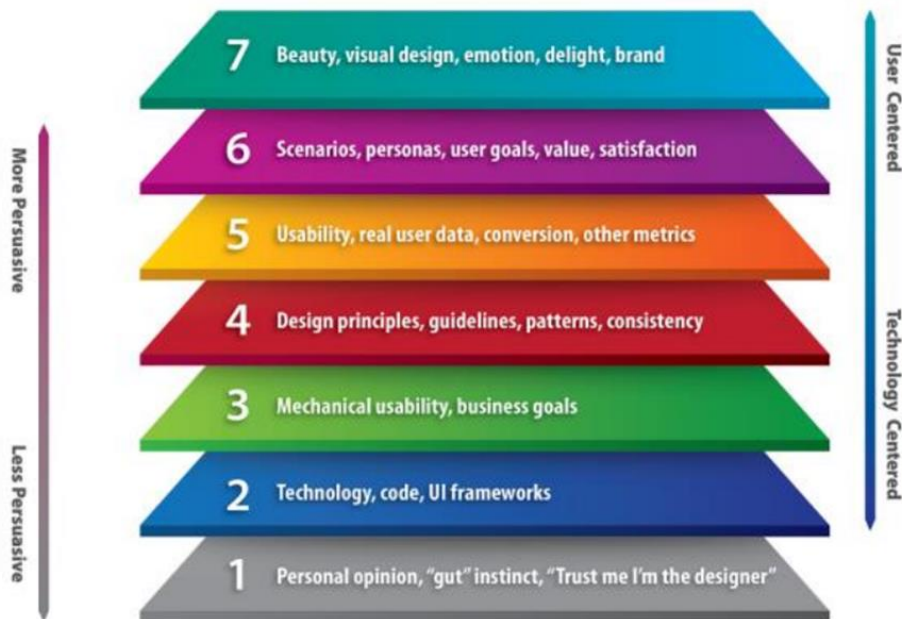 7 Beauty, visual design, emotion, delight, brand
6 Scenarios, personas, user goals, value, satisfaction
5 Usability, real user data, conversion, other metrics
4 Design principles, guidelines, patterns, consistency
3 Mechanical usability, business goals
2 Technology, code, UI frameworks
1 Personal opinion, “gut” instinct, “Trust me I’m the designer”
More Persuasive
Less Persuasive
User Centered
Technology Centered